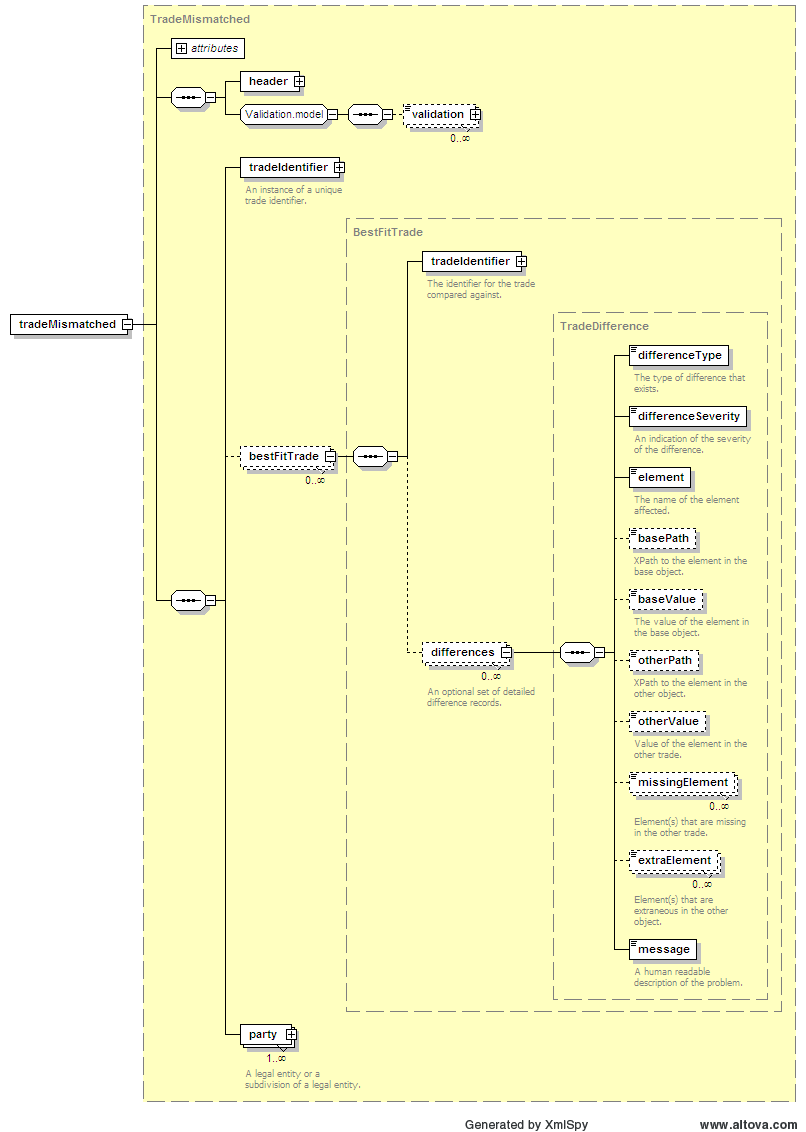 TradeMismatched
attributes
header
Validation.model
validation
0..∞
tradeIdentifier
An instance of a unique
trade identifier.
BestFitTrade
tradeIdentifier
The identifier for the trade
compared against.
tradeMismatched
TradeDifference
differenceType
The type of difference that
exists.
differenceSeverity
An indication of the severity
of the difference.
bestFitTrade
0..∞
element
The name of the element
affected.
basePath
XPath to the element in the
base object.
baseValue
The value of the element in
the base object.
differences
0..∞
An optional set of detailed
difference records.
otherPath
XPath to the element in the
other object.
otherValue
Value of the element in the
other trade.
missingElement
0..∞
Element(s) that are missing
in the other trade.
extraElement
0..∞
Element(s) that are
extraneous in the other
object.
message
A human readable
description of the problem.
party
1..∞
A legal entity or a
subdivision of a legal entity.
Generated by XmlSpy
www.altova.com